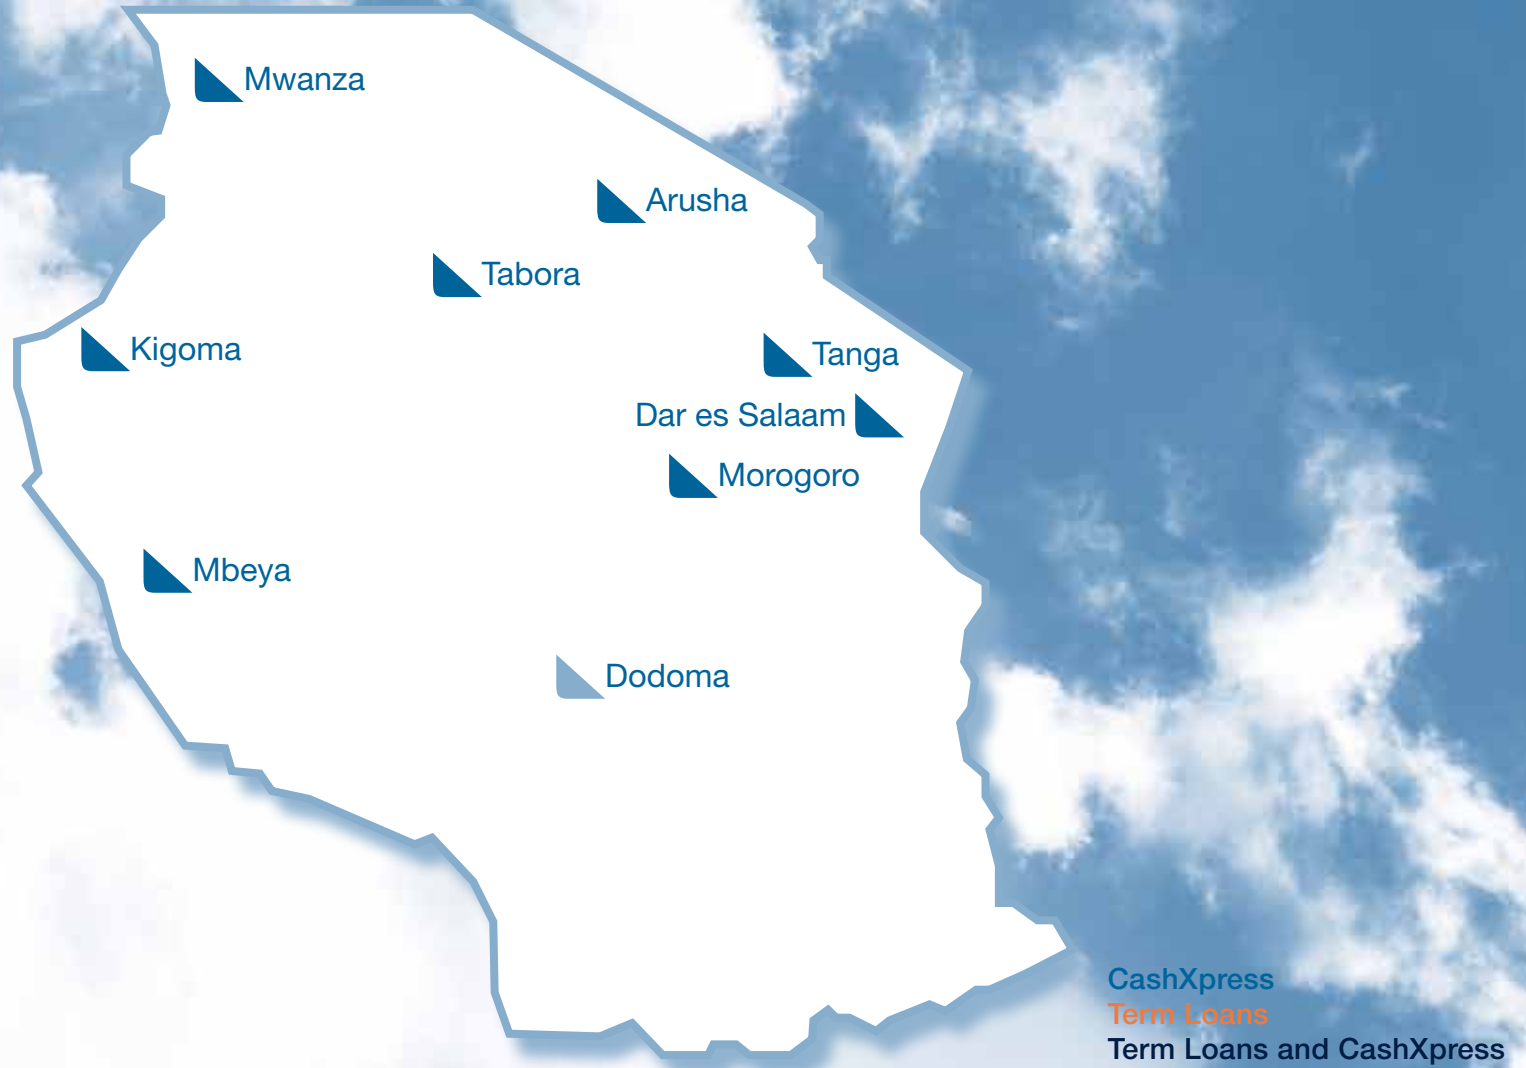 Mwanza
Arusha
Tabora
Kigoma
Tanga
Dar es Salaam
Morogoro
Mbeya
Dodoma
CashXpress
Term Loans
Term Loans and CashXpress